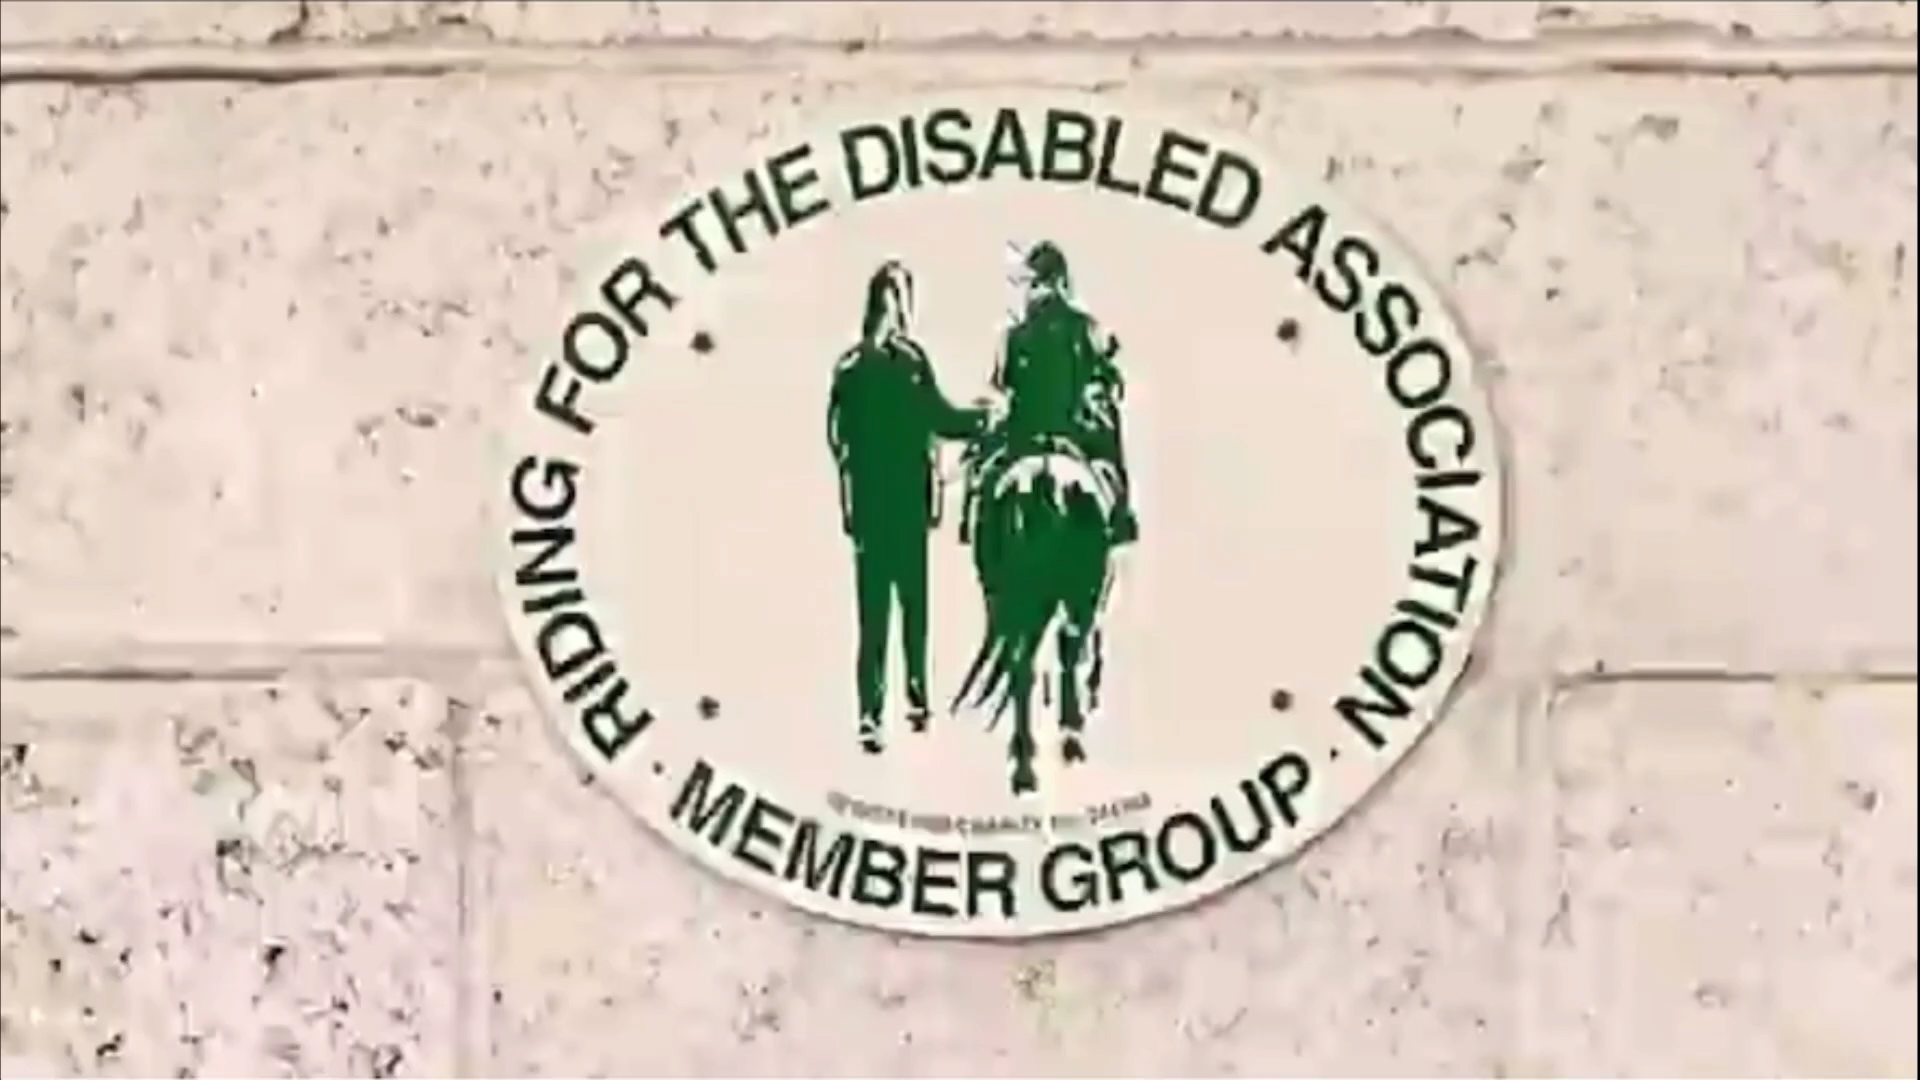 RIDING FOR THE DISABLED ASSOCIATION
· MEMBER GROUP ·